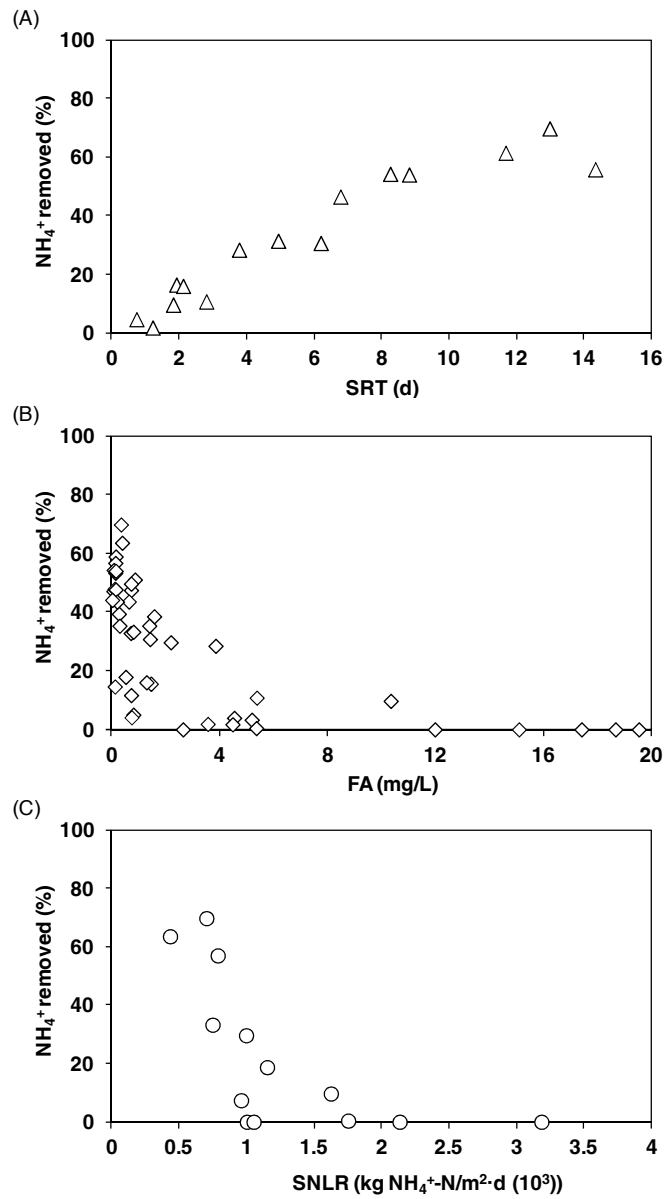 (A)
100
80
60
40
20
0
NH₄⁺ removed (%)
0 2 4 6 8 10 12 14 16
SRT (d)
(B)
100
80
60
40
20
0
NH₄⁺ removed (%)
0 4 8 12 16 20
FA (mg/L)
(C)
100
80
60
40
20
0
NH₄⁺ removed (%)
0 0.5 1 1.5 2 2.5 3 3.5 4
SNLR (kg NH₄⁺-N/m²·d (10³))